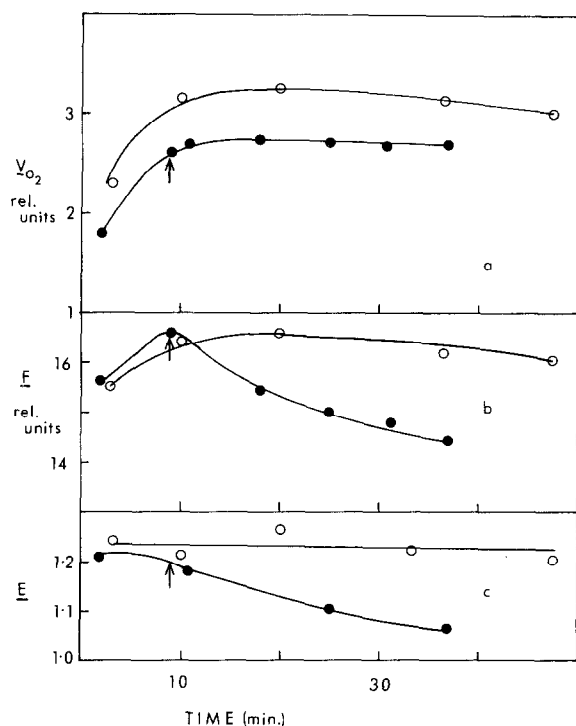 3
V̲O₂
rel.
units
2
a
1
16
F̲
rel.
units
b
14
1·2
E̲
c
1·1
1·0
10 30
TIME (min.)